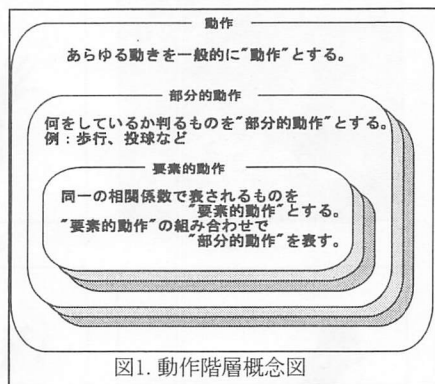 動作
あらゆる動きを一般的に"動作"とする。
部分的動作
何をしているか判るものを"部分的動作"とする。
例：歩行、投球など
要素的動作
同一の相関係数で表されるものを
"要素的動作"とする。
"要素的動作"の組み合わせで
"部分的動作"を表す。
図1. 動作階層概念図